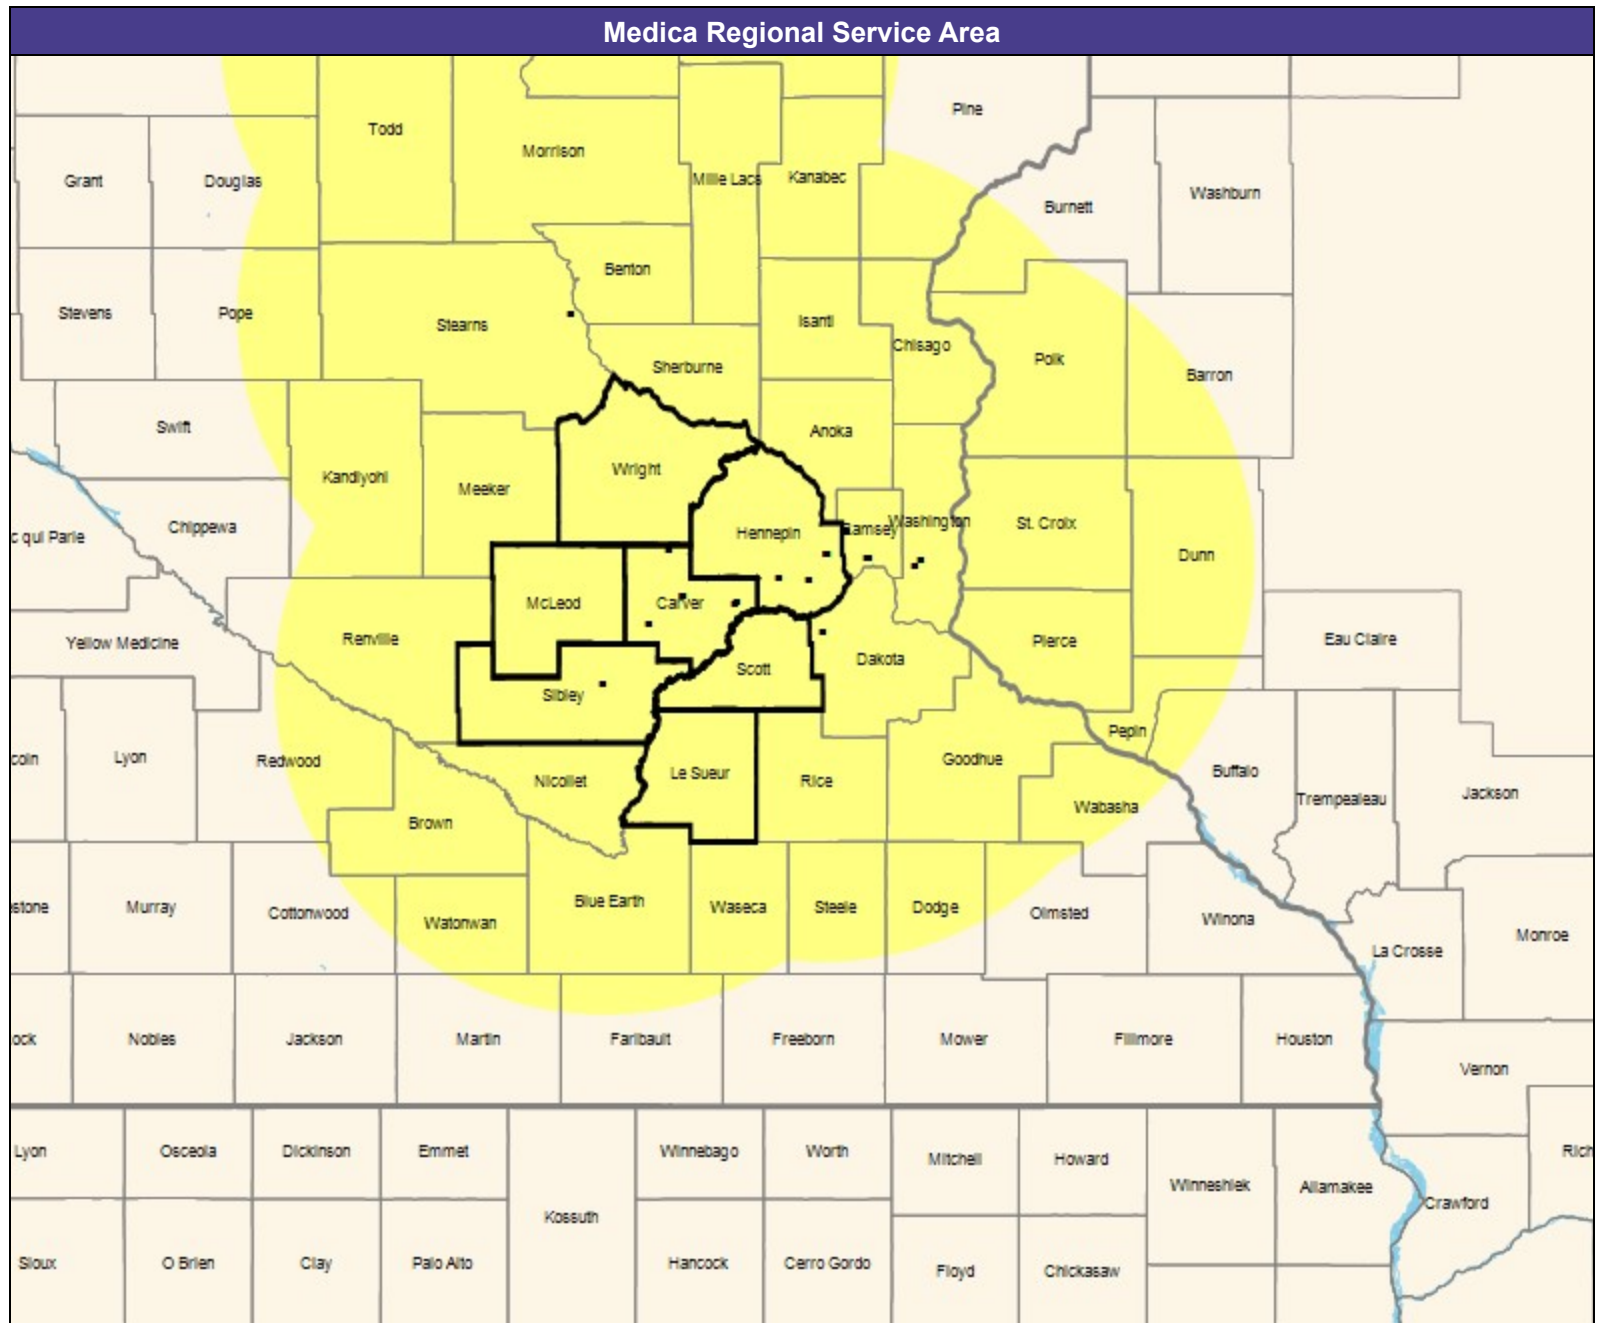 Medica Regional Service Area
Pine
Todd
Morrison
Grant
Douglas
Mille Lacs
Kanabec
Washburn
Burnett
Benton
Stevens
Pope
Stearns
Isanti
Chisago
Polk
Barron
Sherburne
Swift
Anoka
Kandiyohi
Wright
Meeker
Chippewa
Hennepin
Ramsey
Washington
St. Croix
c qui Parle
Dunn
McLeod
Carver
Renville
Yellow Medicine
Pierce
Eau Claire
Dakota
Scott
Sibley
Pepin
coln
Lyon
Redwood
Nicollet
Le Sueur
Rice
Goodhue
Buffalo
Trempealeau
Jackson
Wabasha
Brown
stone
Murray
Cottonwood
Watonwan
Blue Earth
Waseca
Steele
Dodge
Olmsted
Winona
Monroe
La Crosse
ock
Nobles
Jackson
Martin
Faribault
Freeborn
Mower
Fillmore
Houston
Vernon
Lyon
Osceola
Dickinson
Emmet
Winnebago
Worth
Mitchell
Howard
Rich
Winneshiek
Allamakee
Crawford
Kossuth
Sioux
O Brien
Clay
Palo Alto
Hancock
Cerro Gordo
Floyd
Chickasaw